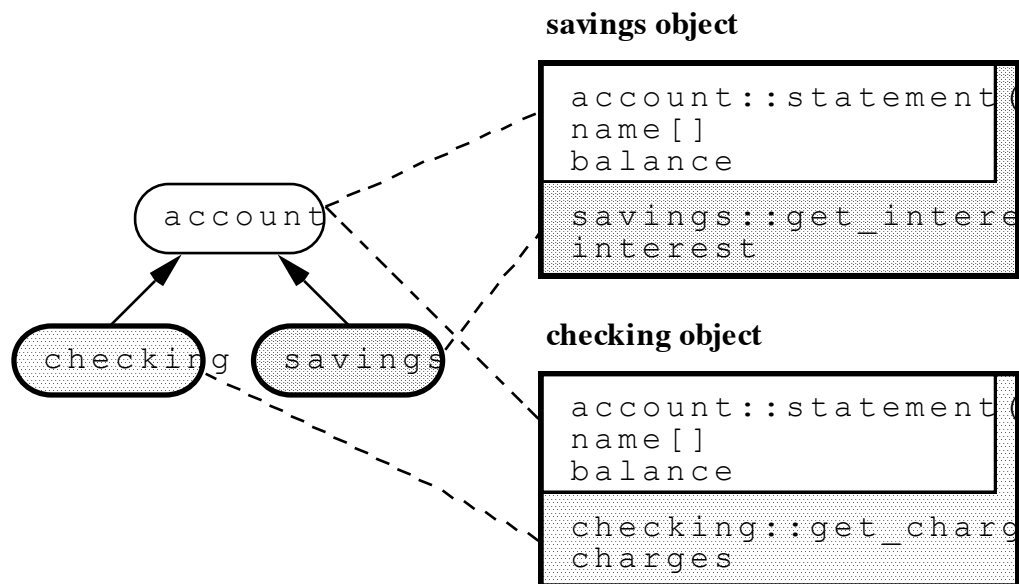 savings object
account::statement(
name[]
balance
savings::get_intere
interest
account
checking
savings
checking object
account::statement(
name[]
balance
checking::get_charg
charges